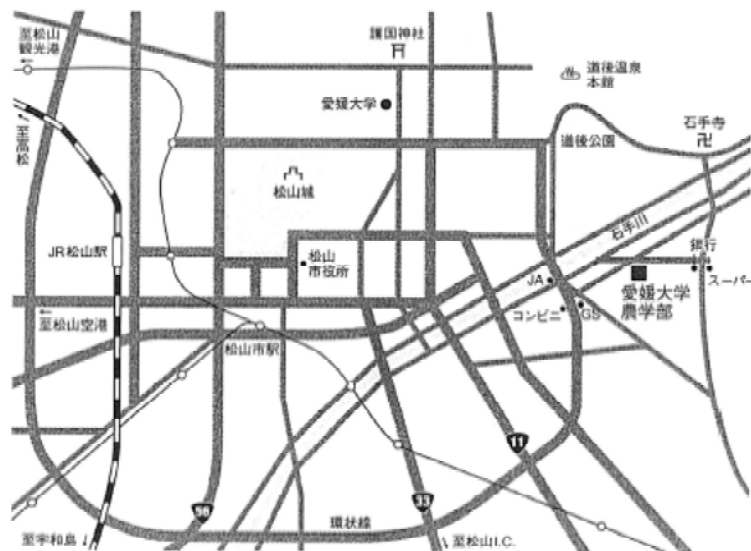 至松山
観光港
護国神社
道後温泉
本館
愛媛大学
至高松
道後公園
石手寺
松山城
石手川
JR松山駅
松山
市役所
銀行
JA
スーパー
愛媛大学
農学部
コンビニ
GS
至松山空港
松山市駅
11
33
56
環状線
至宇和島
至松山I.C.